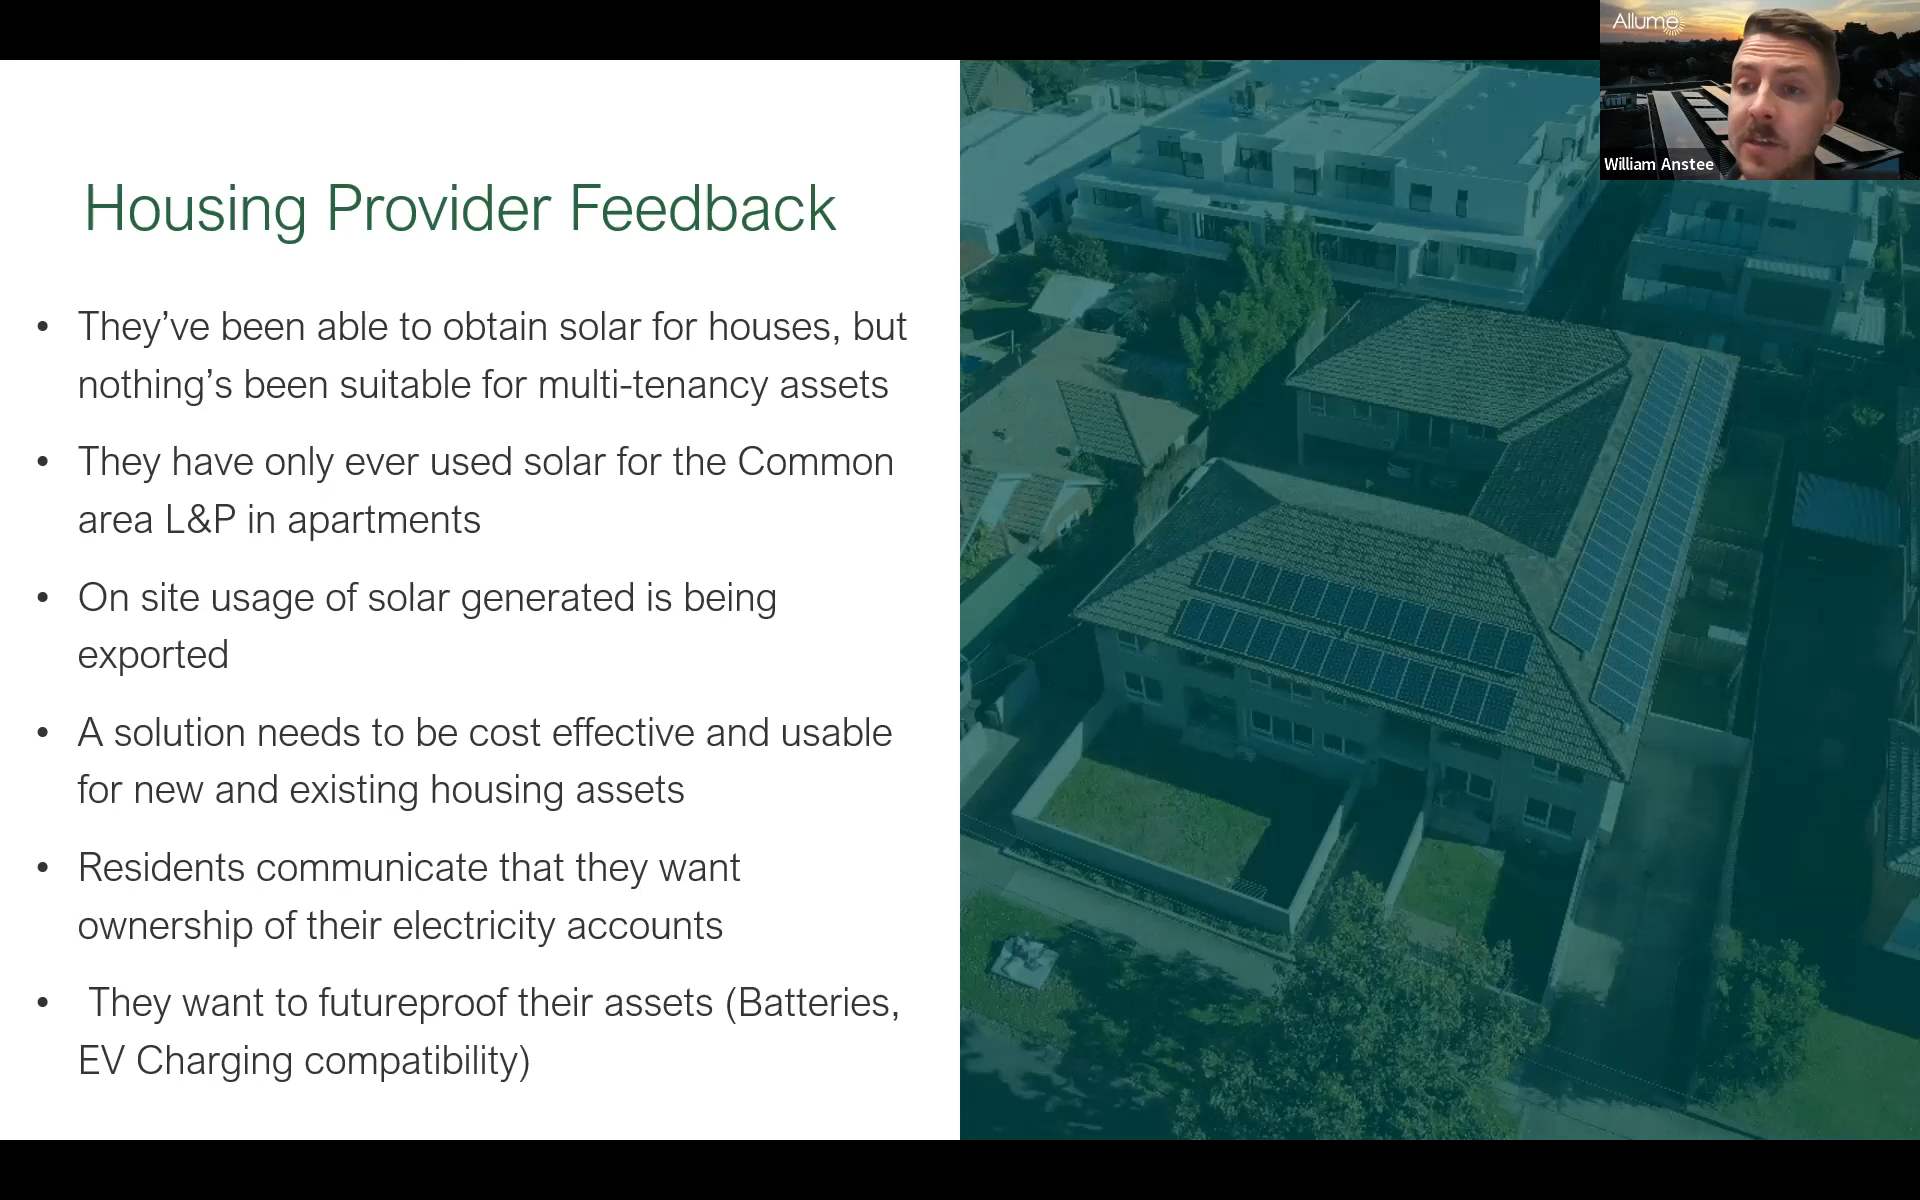 Allume
William Anstee
Housing Provider Feedback
• They’ve been able to obtain solar for houses, but
nothing’s been suitable for multi-tenancy assets
• They have only ever used solar for the Common
area L&P in apartments
• On site usage of solar generated is being
exported
• A solution needs to be cost effective and usable
for new and existing housing assets
• Residents communicate that they want
ownership of their electricity accounts
• They want to futureproof their assets (Batteries,
EV Charging compatibility)